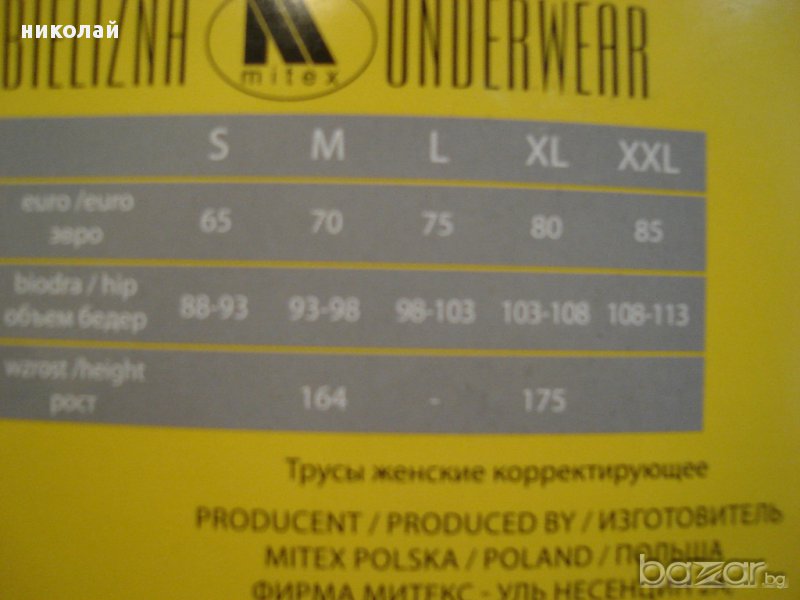 николай
BIELIZNA mitex UNDERWEAR
S M L XL XXL
euro /euro
эвро 65 70 75 80 85
biodra / hip
объем бедер 88-93 93-98 98-103 103-108 108-113
wzrost /height
рост 164 - 175
Трусы женские корректирующее
PRODUCENT / PRODUCED BY / ИЗГОТОВИТЕЛЬ
MITEX POLSKA / POLAND / ПОЛЬША
ФИРМА МИТЕКС - УЛЬ
bazar.bg